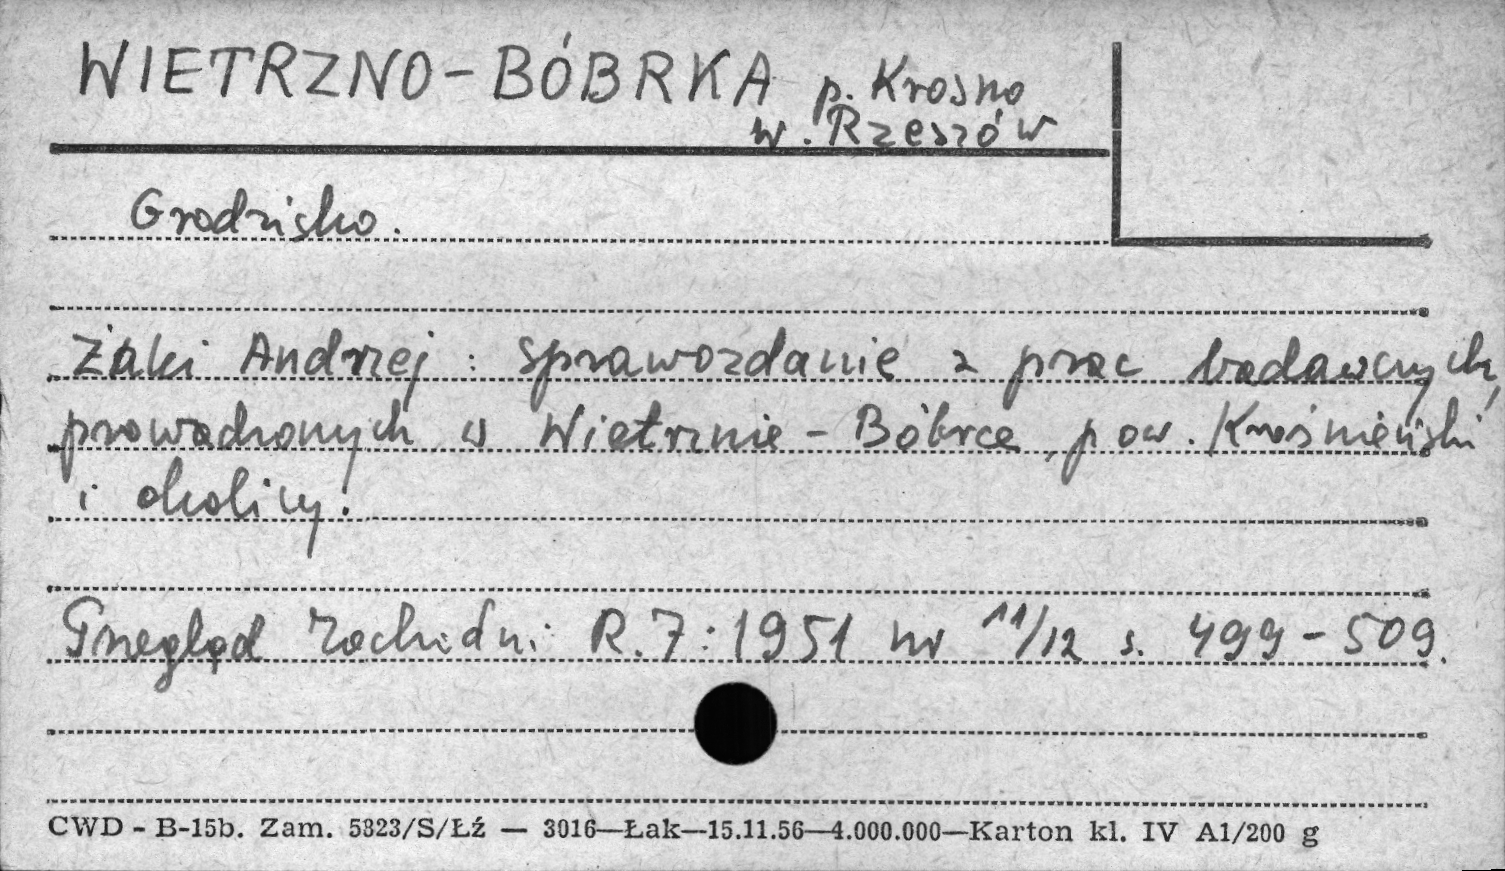 WIETRZNO-BÓBRKA p. Krosno
w. Rzeszów
Grodzisko.
Żaki Andrzej: Sprawozdanie z prac badawczych,
prowadzonych w Wietrznie-Bóbrce, pow. Krośnieński
i okolicy.
Przegląd Zachodni R.7:1951 nr 11/12 s. 499-509.
CWD - B-15b. Zam. 5323/S/Łź — 3016—Łak—15.11.56—4.000.000—Karton kl. IV A1/200 g